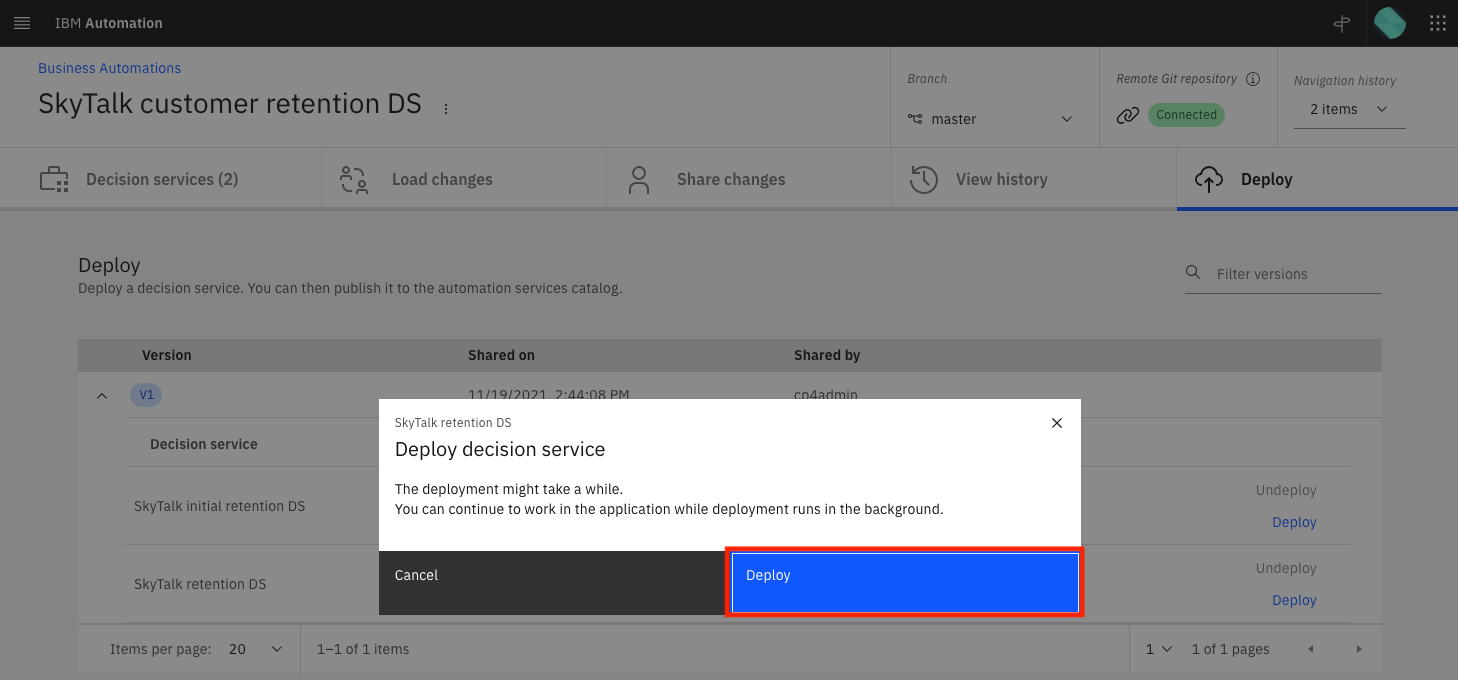 IBM Automation
Business Automations
SkyTalk customer retention DS
Branch
master
Remote Git repository
Connected
Navigation history
2 items
Decision services (2)
Load changes
Share changes
View history
Deploy
Deploy
Deploy a decision service. You can then publish it to the automation services catalog.
Filter versions
Version Shared on Shared by
V1 11/19/2021, 2:44:08 PM cp4admin
SkyTalk retention DS
Deploy decision service
The deployment might take a while.
You can continue to work in the application while deployment runs in the background.
Cancel
Deploy
Decision service
SkyTalk initial retention DS
Undeploy
Deploy
SkyTalk retention DS
Undeploy
Deploy
Items per page: 20 1–1 of 1 items 1 1 of 1 pages